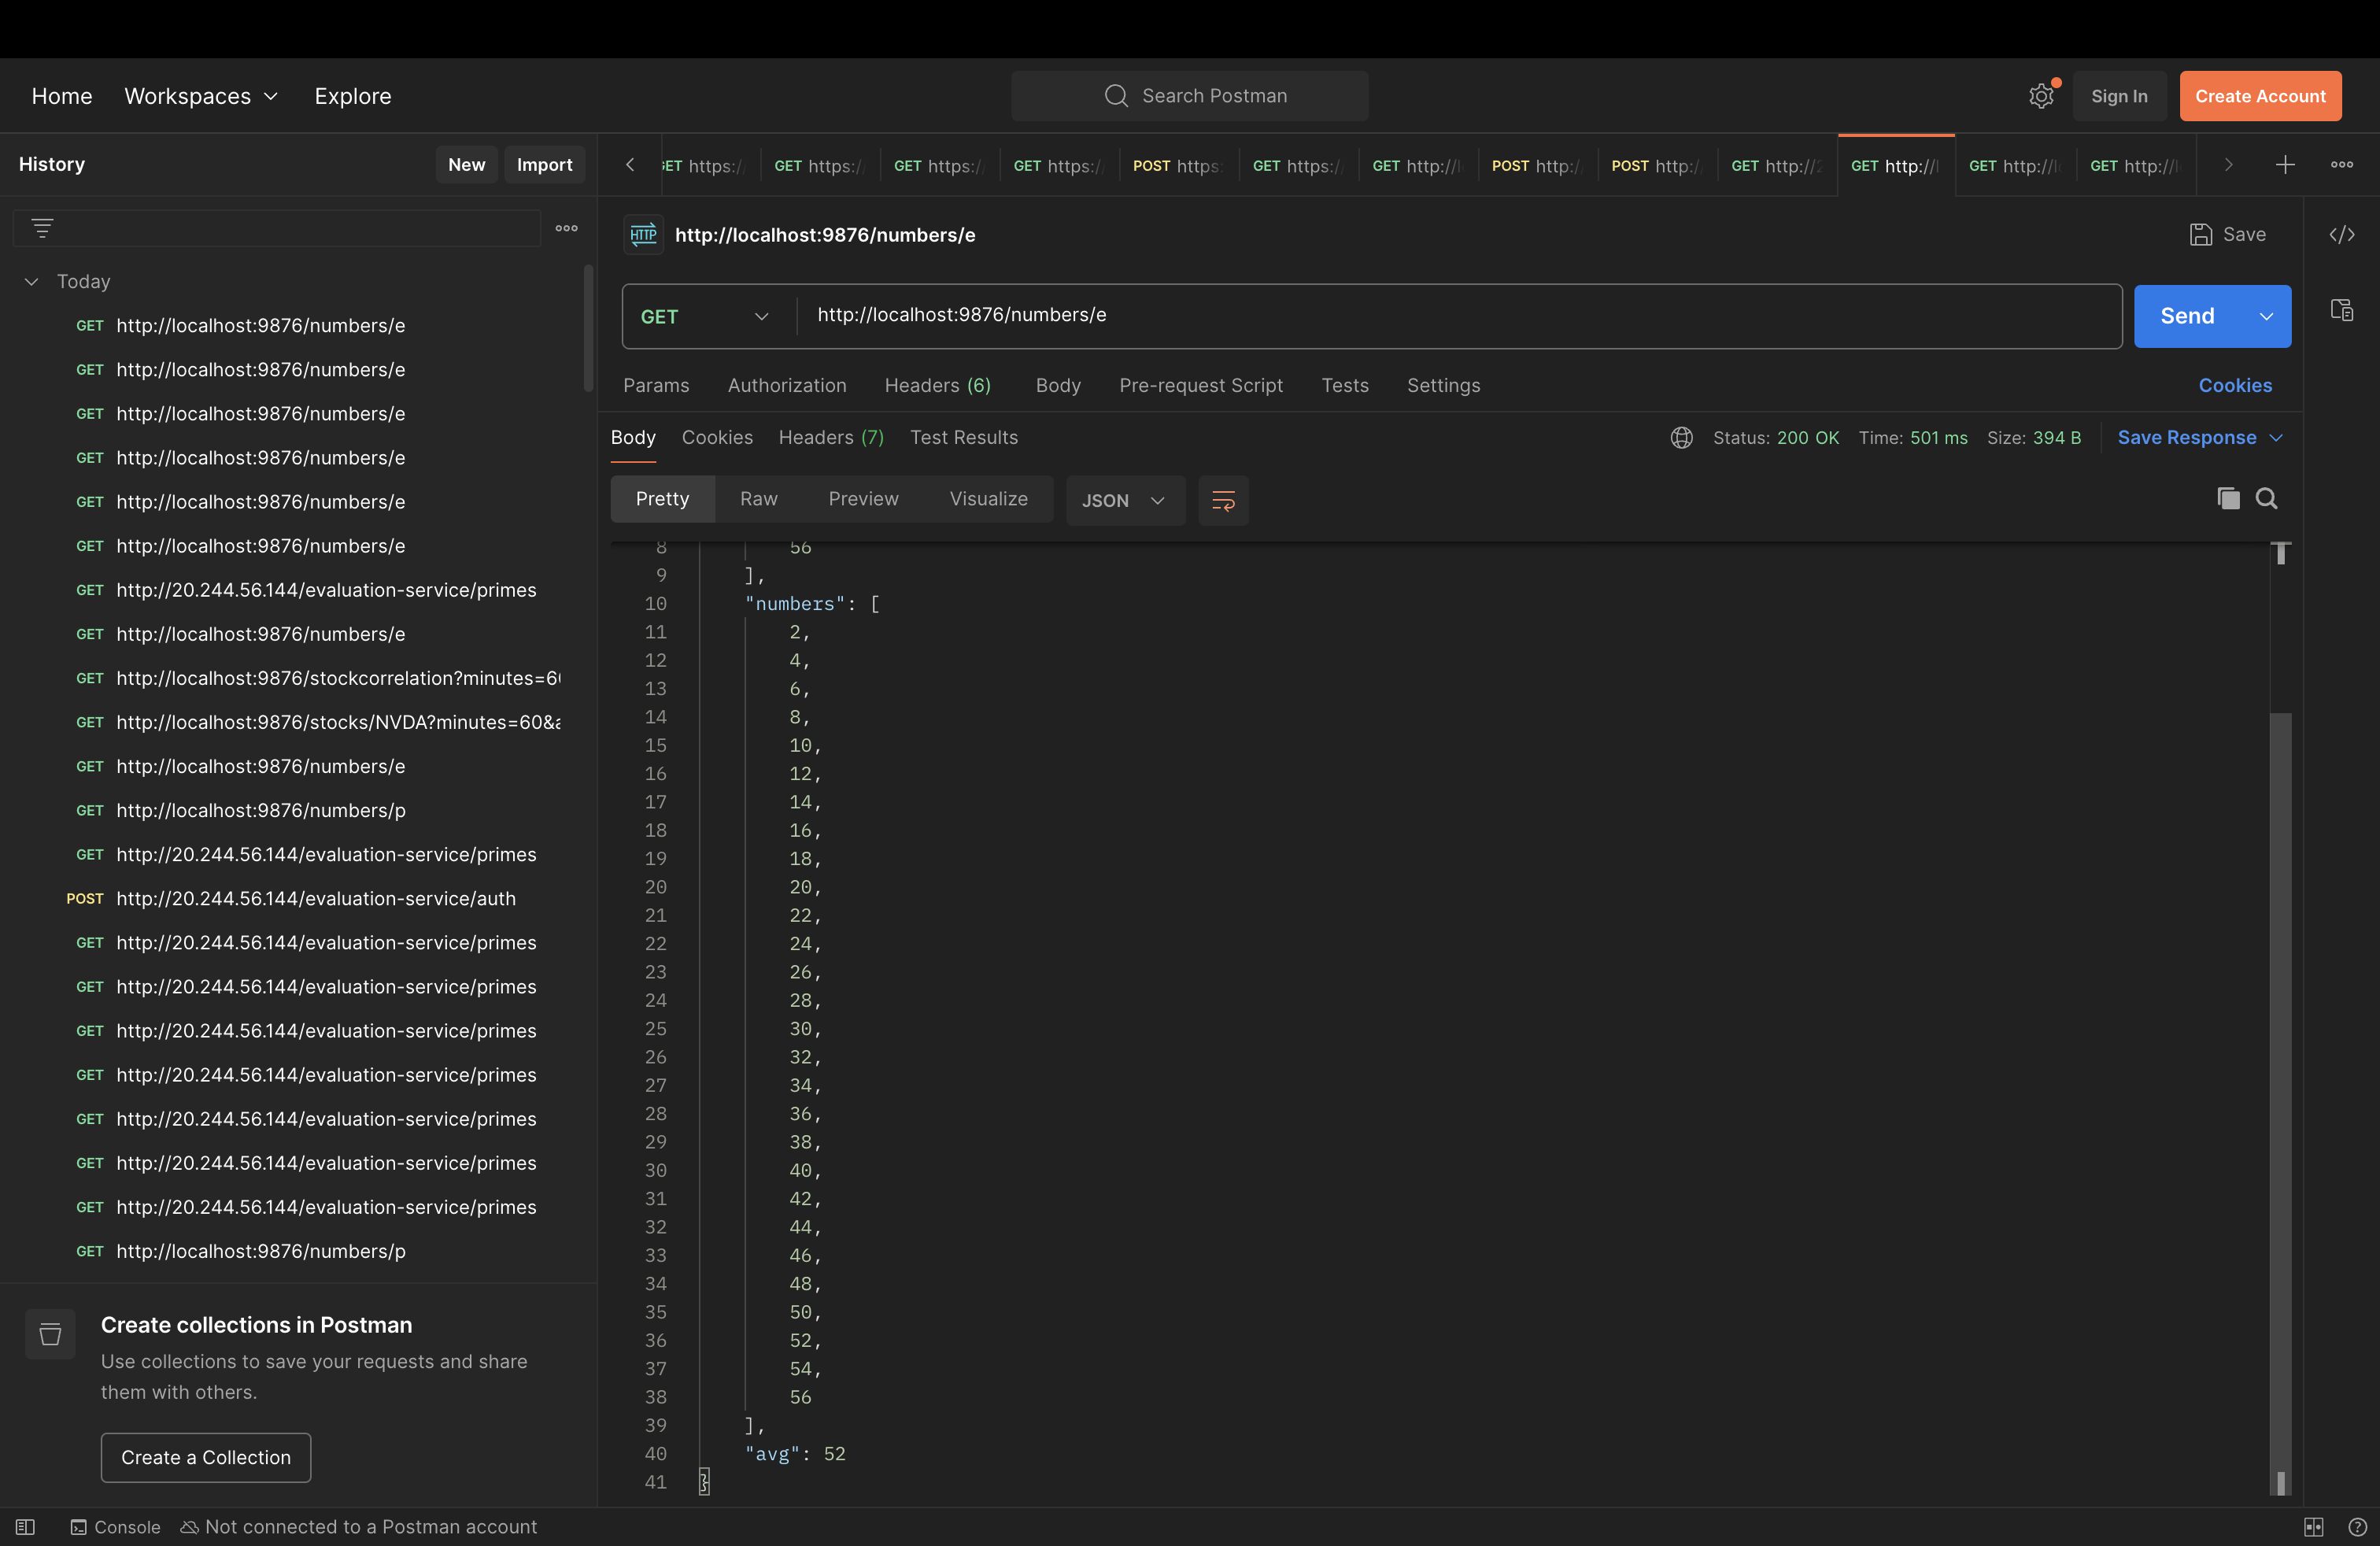 Home Workspaces Explore
Search Postman
Sign In Create Account
History New Import
GET https:/ GET https:/ GET https:/ GET https:/ POST https: GET https:/ GET http://l POST http:/ POST http:/ GET http://2 GET http://l GET http://l GET http://l
Today
GET http://localhost:9876/numbers/e
GET http://localhost:9876/numbers/e
GET http://localhost:9876/numbers/e
GET http://localhost:9876/numbers/e
GET http://localhost:9876/numbers/e
GET http://localhost:9876/numbers/e
GET http://20.244.56.144/evaluation-service/primes
GET http://localhost:9876/numbers/e
GET http://localhost:9876/stockcorrelation?minutes=60
GET http://localhost:9876/stocks/NVDA?minutes=60&a
GET http://localhost:9876/numbers/e
GET http://localhost:9876/numbers/p
GET http://20.244.56.144/evaluation-service/primes
POST http://20.244.56.144/evaluation-service/auth
GET http://20.244.56.144/evaluation-service/primes
GET http://20.244.56.144/evaluation-service/primes
GET http://20.244.56.144/evaluation-service/primes
GET http://20.244.56.144/evaluation-service/primes
GET http://20.244.56.144/evaluation-service/primes
GET http://20.244.56.144/evaluation-service/primes
GET http://20.244.56.144/evaluation-service/primes
GET http://localhost:9876/numbers/p
Create collections in Postman
Use collections to save your requests and share
them with others.
Create a Collection
HTTP http://localhost:9876/numbers/e Save
GET http://localhost:9876/numbers/e Send
Params Authorization Headers (6) Body Pre-request Script Tests Settings Cookies
Body Cookies Headers (7) Test Results Status: 200 OK Time: 501 ms Size: 394 B Save Response
Pretty Raw Preview Visualize JSON
8 56
9 ],
10 "numbers": [
11 2,
12 4,
13 6,
14 8,
15 10,
16 12,
17 14,
18 16,
19 18,
20 20,
21 22,
22 24,
23 26,
24 28,
25 30,
26 32,
27 34,
28 36,
29 38,
30 40,
31 42,
32 44,
33 46,
34 48,
35 50,
36 52,
37 54,
38 56
39 ],
40 "avg": 52
41 }
Console Not connected to a Postman account